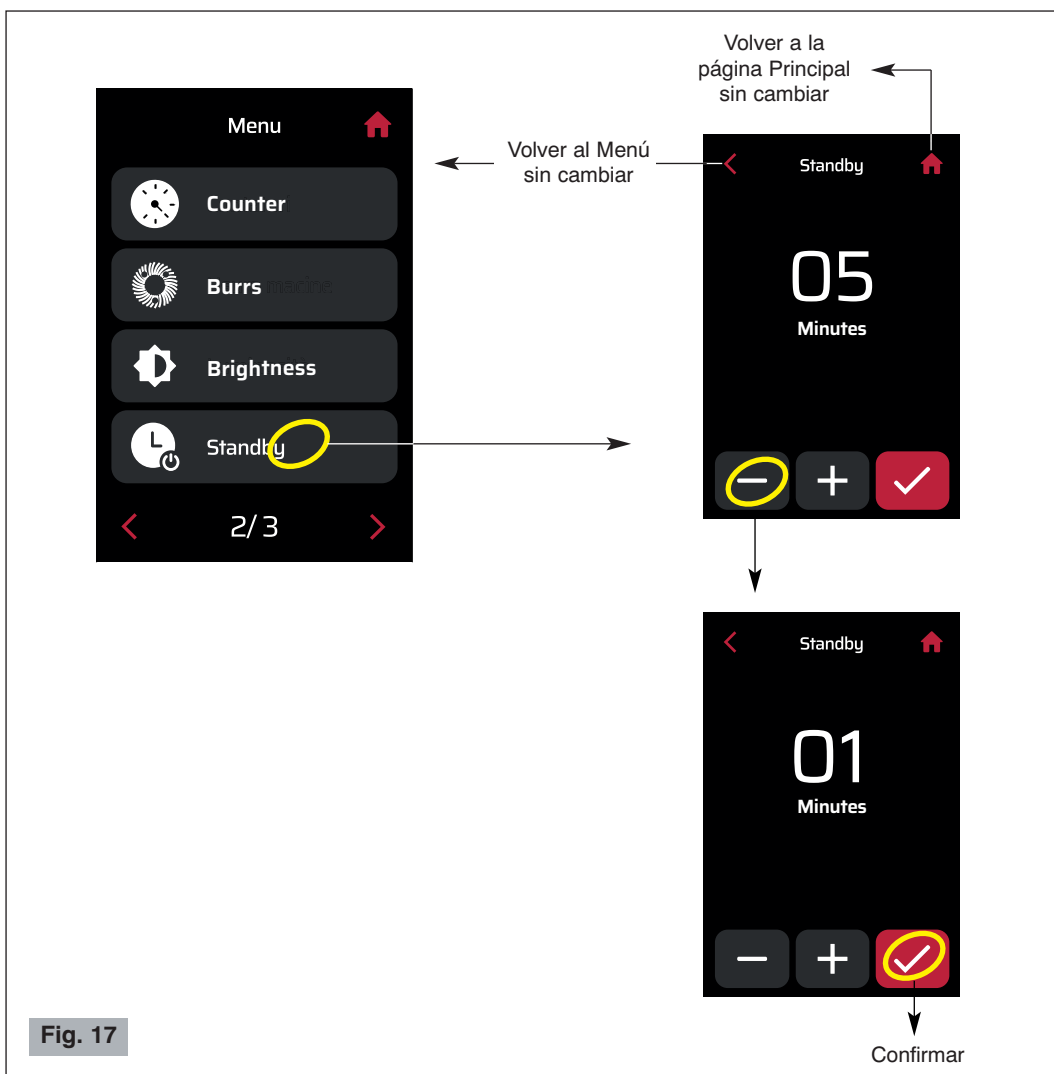 Volver a la
página Principal
sin cambiar
Menu
Volver al Menú
sin cambiar
Standby
Counter
05
Minutes
Burrs
Brightness
Standby
2/3
Standby
01
Minutes
Fig. 17
Confirmar